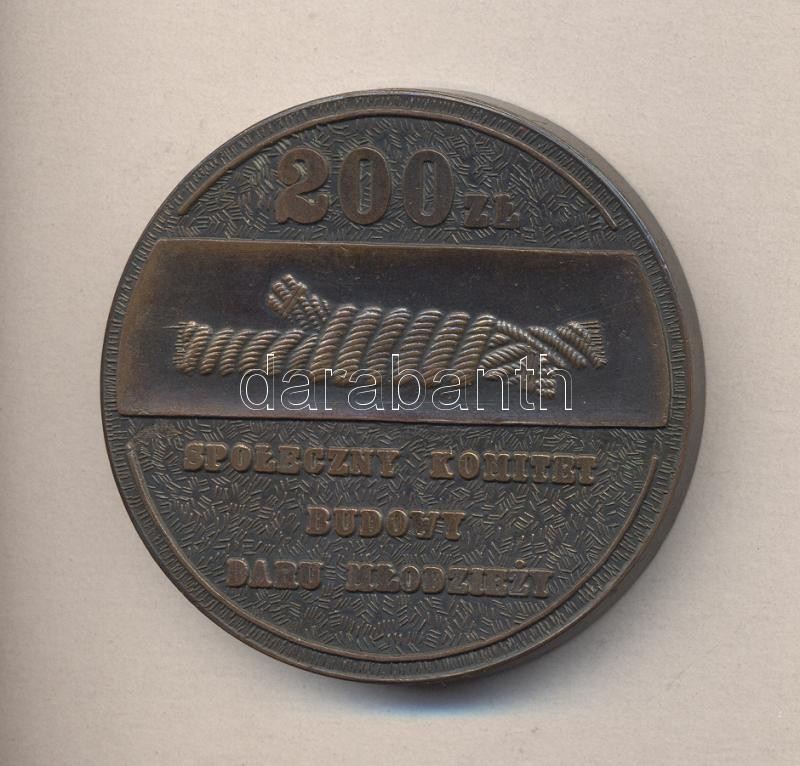 200 ZŁ
darabanth
SPOŁECZNY KOMITET
BUDOWY
DARU MŁODZIEŻY